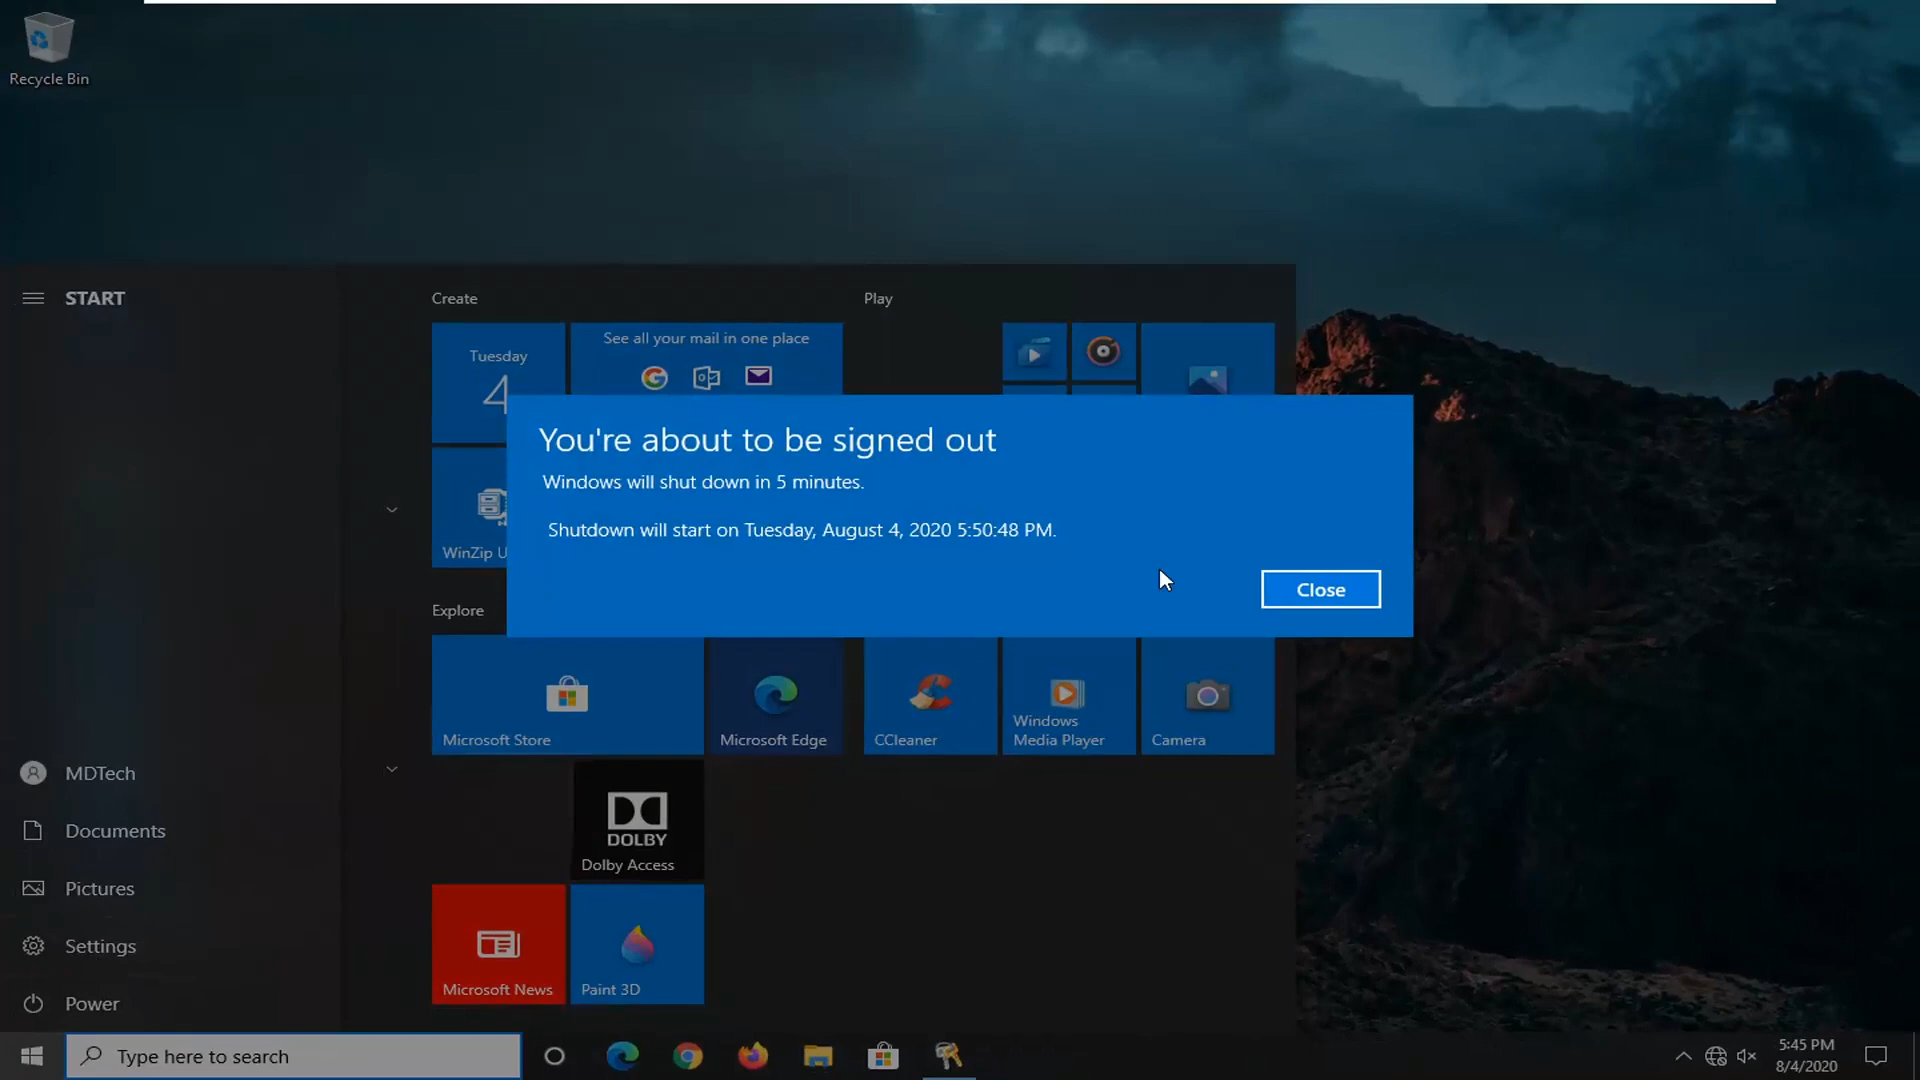 Recycle Bin
START
Create
Play
Tuesday
4
See all your mail in one place
You're about to be signed out
Windows will shut down in 5 minutes.
Shutdown will start on Tuesday, August 4, 2020 5:50:48 PM.
Close
WinZip U
Explore
Microsoft Store
Microsoft Edge
CCleaner
Windows
Media Player
Camera
MDTech
Documents
Pictures
Settings
Power
DOLBY
Dolby Access
Microsoft News
Paint 3D
Type here to search
5:45 PM
8/4/2020